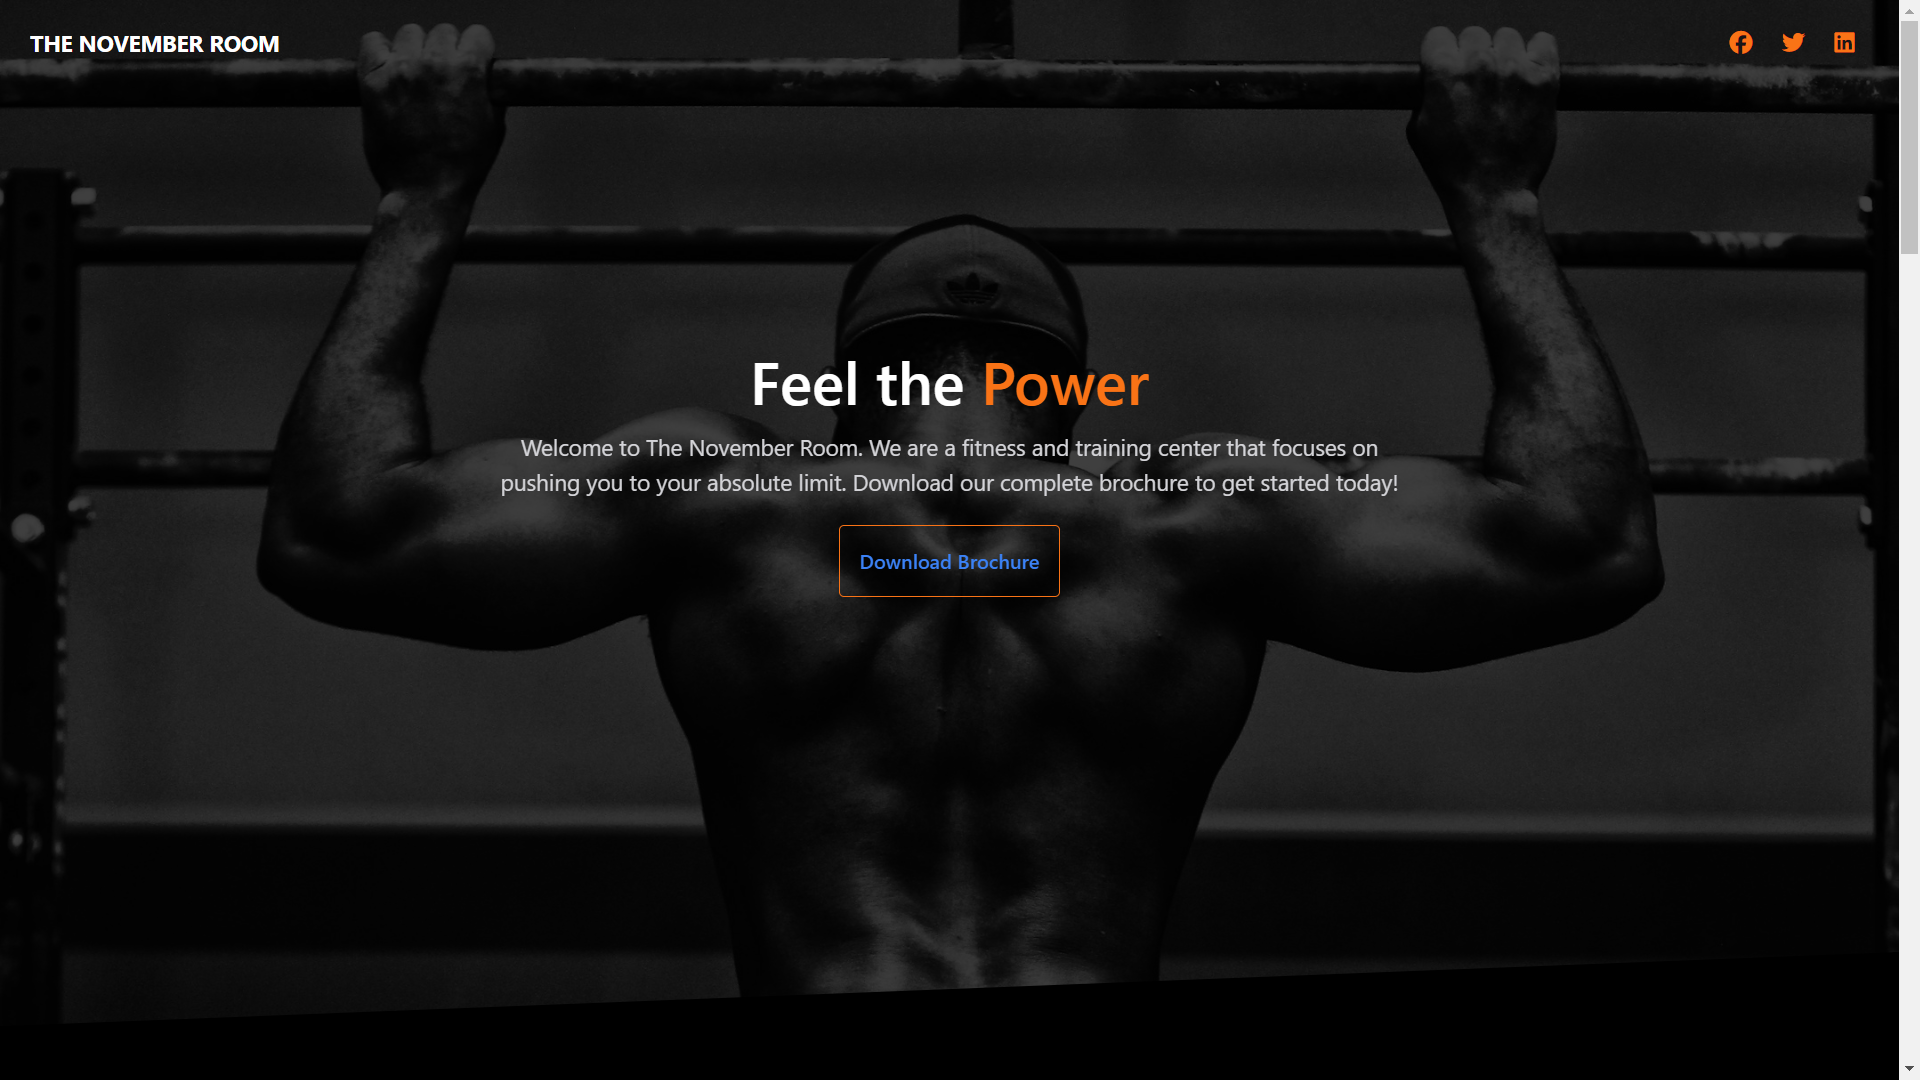 THE NOVEMBER ROOM
Feel the Power
Welcome to The November Room. We are a fitness and training center that focuses on
pushing you to your absolute limit. Download our complete brochure to get started today!
Download Brochure